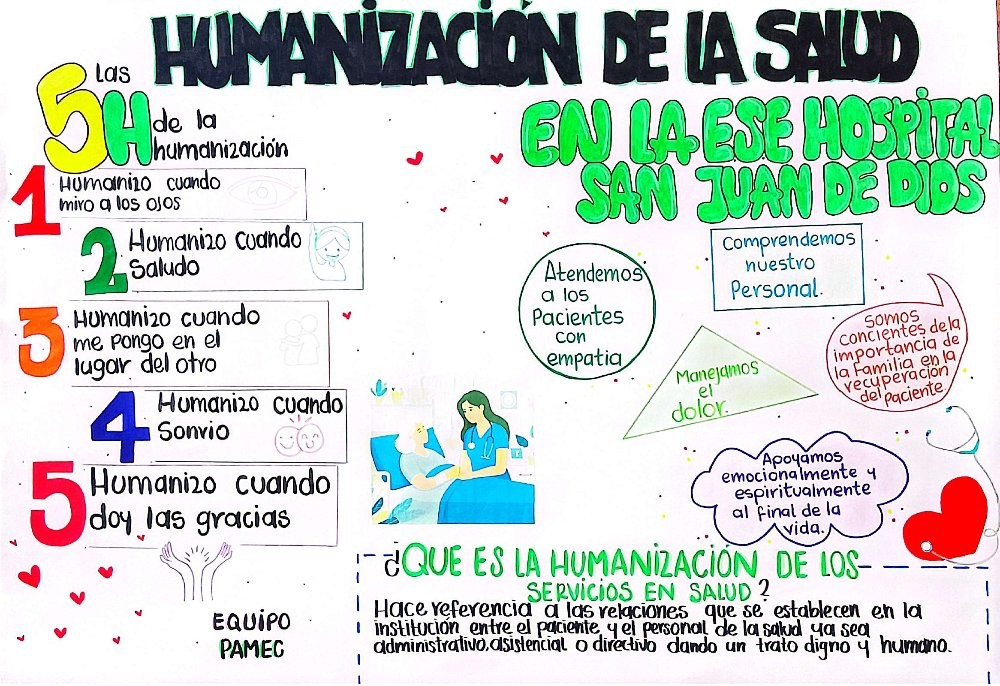 HUMANIZACIÓN DE LA SALUD
EN LA ESE HOSPITAL
SAN JUAN DE DIOS
LAS
5H de la
humanización
1 Humanizo cuando
miro a los ojos
2 Humanizo cuando
Saludo
3 Humanizo cuando
me pongo en el
lugar del otro
4 Humanizo cuando
Sonvio
5 Humanizo cuando
doy las gracias
EQUIPO
PAMEC
Atendemos
a los
Pacientes
con
empatia
Comprendemos
nuestro
Personal.
Manejamos
el
dolor.
Somos
concientes de la
importancia de
la Familia en la
recuperación
del paciente
Apoyamos
emocionalmente y
espiritualmente
al final de la
vida.
¿QUE ES LA HUMANIZACIÓN DE LOS
SERVICIOS EN SALUD?
Hace referencia a las relaciones que se establecen en la
institución entre el paciente y el personal de la salud ya sea
administrativo, asistencial o directivo dando un trato digno y humano.